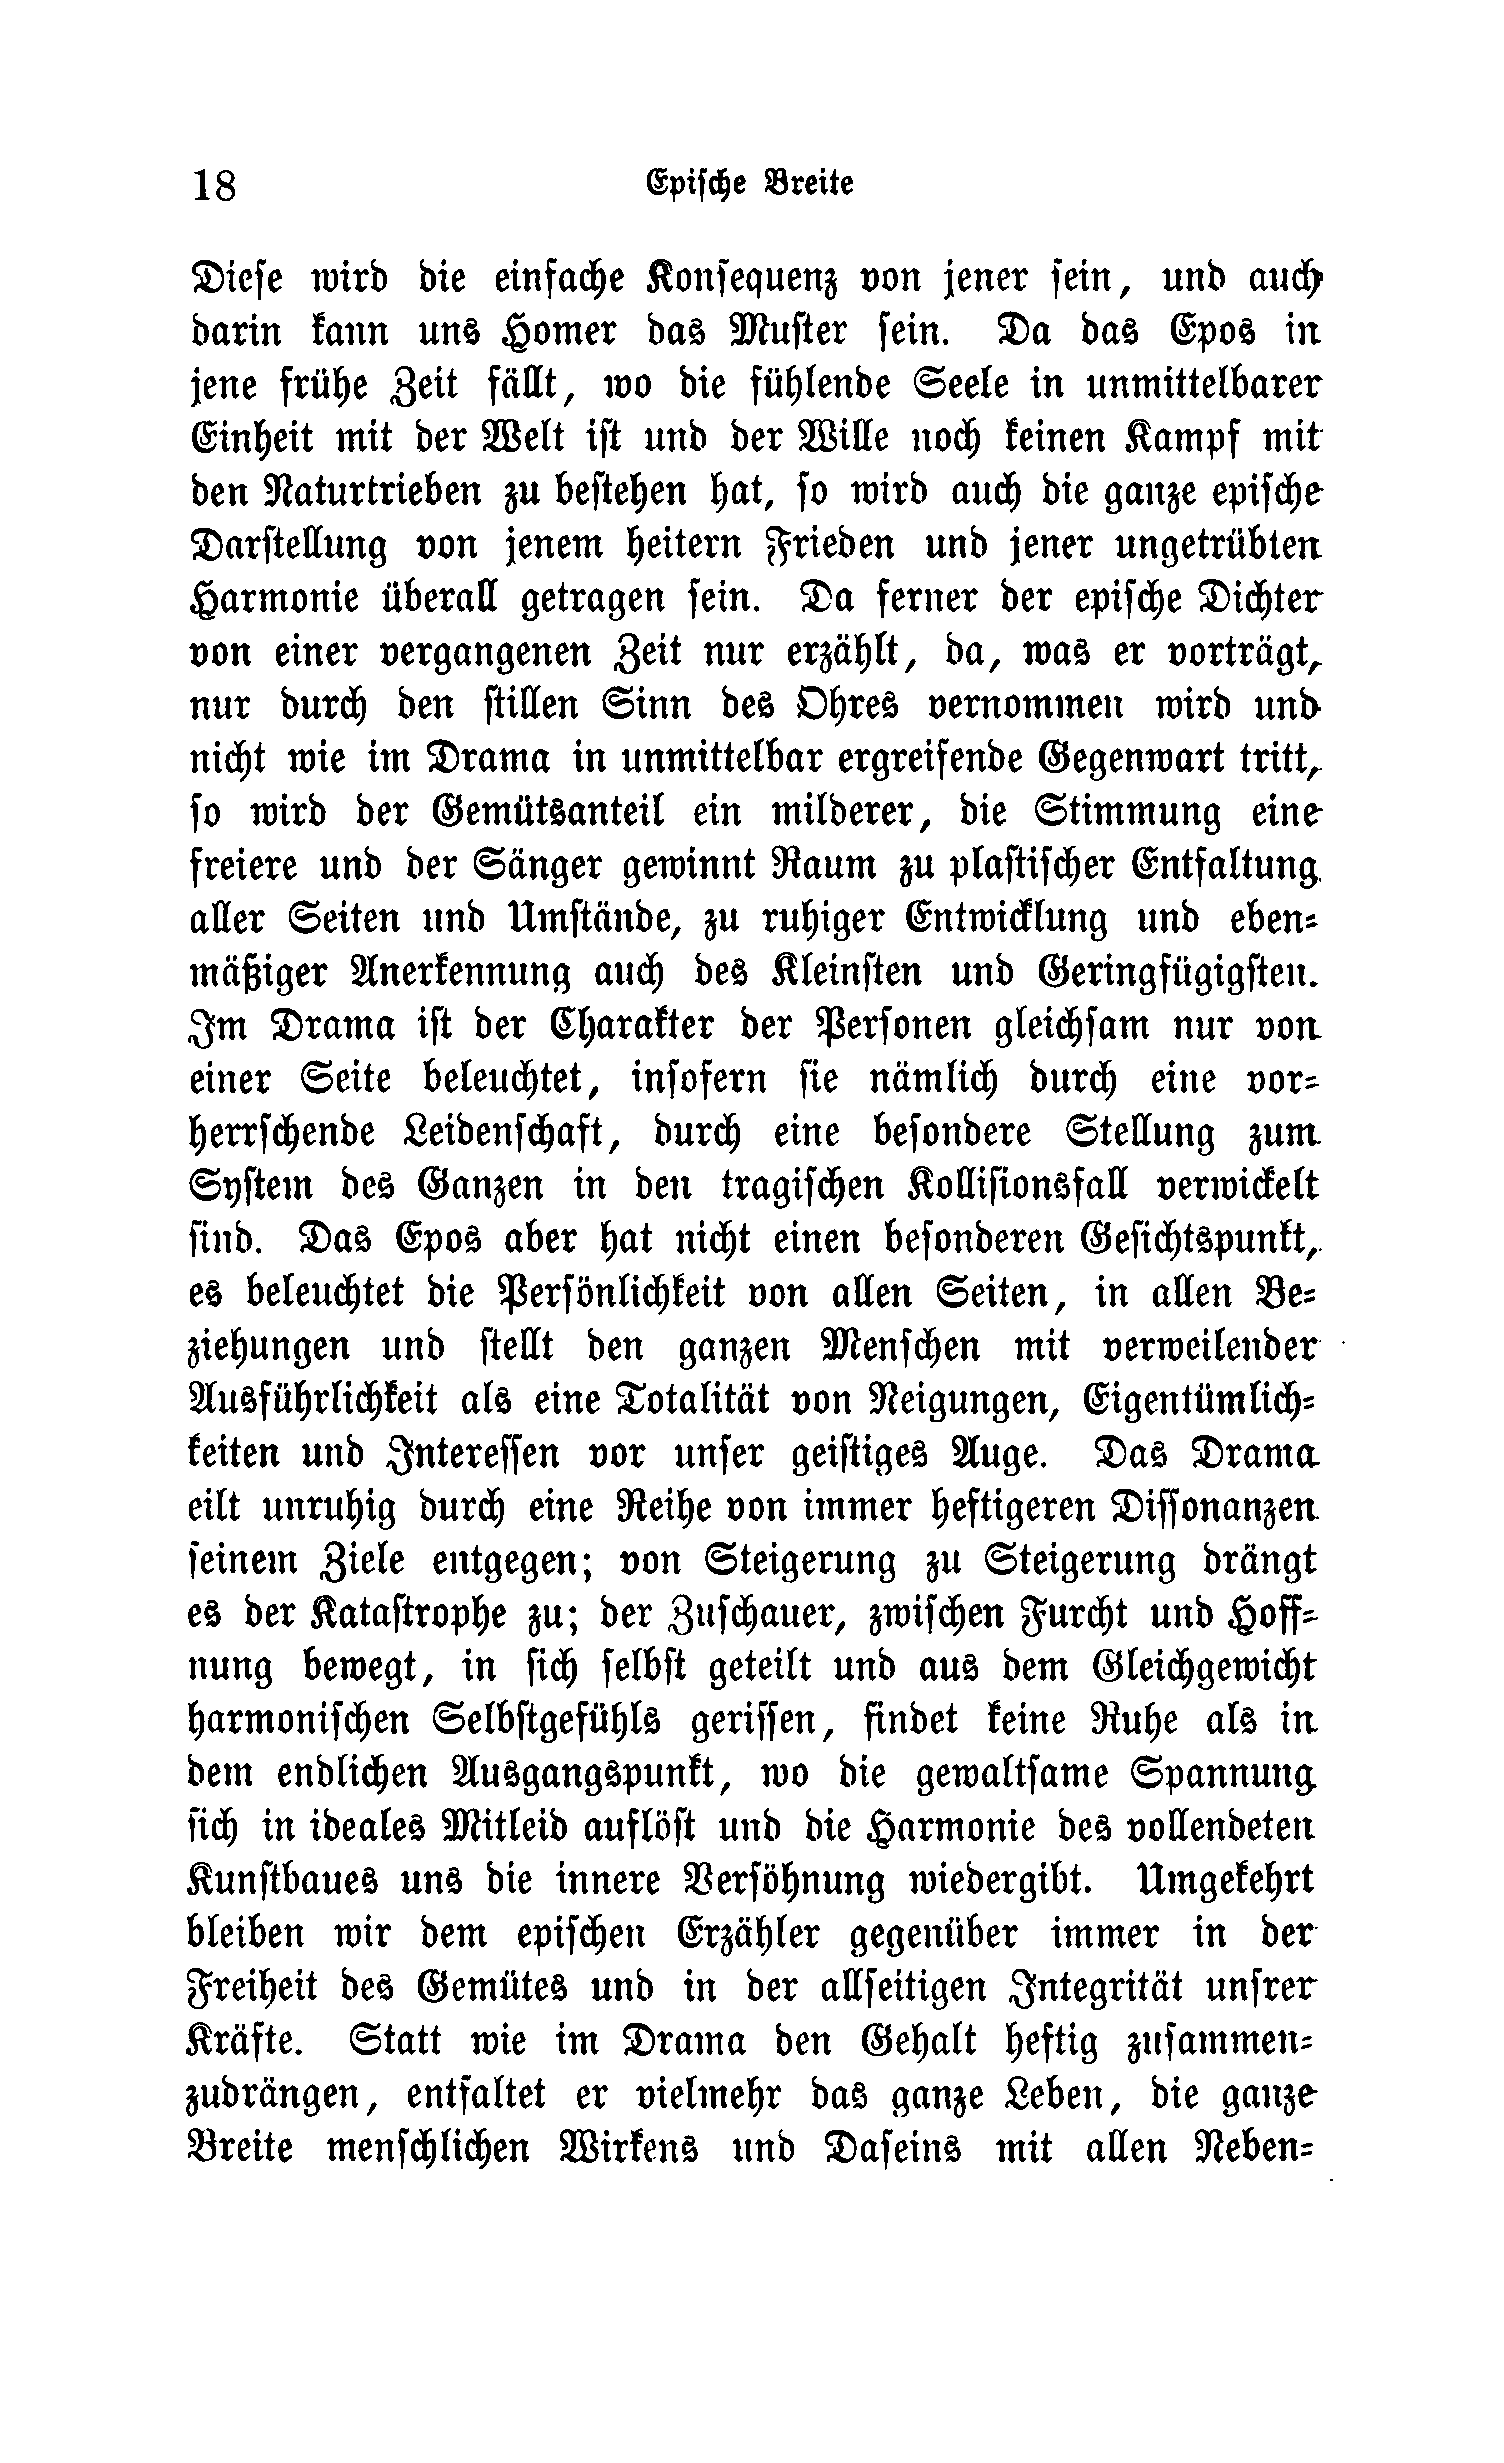 18 Epiſche Breite
Dieſe wird die einfache Konſequenz von jener ſein, und auch
darin kann uns Homer das Muſter ſein. Da das Epos in
jene frühe Zeit fällt, wo die fühlende Seele in unmittelbarer
Einheit mit der Welt iſt und der Wille noch keinen Kampf mit
den Naturtrieben zu beſtehen hat, ſo wird auch die ganze epiſche
Darſtellung von jenem heitern Frieden und jener ungetrübten
Harmonie überall getragen ſein. Da ferner der epiſche Dichter
von einer vergangenen Zeit nur erzählt, da, was er vorträgt,
nur durch den ſtillen Sinn des Ohres vernommen wird und
nicht wie im Drama in unmittelbar ergreifende Gegenwart tritt,
ſo wird der Gemütsanteil ein milderer, die Stimmung eine
freiere und der Sänger gewinnt Raum zu plaſtiſcher Entfaltung
aller Seiten und Umſtände, zu ruhiger Entwicklung und eben-
mäßiger Anerkennung auch des Kleinſten und Geringfügigſten.
Im Drama iſt der Charakter der Perſonen gleichſam nur von
einer Seite beleuchtet, inſofern ſie nämlich durch eine vor-
herrſchende Leidenſchaft, durch eine beſondere Stellung zum
Syſtem des Ganzen in den tragiſchen Kolliſionsfall verwickelt
ſind. Das Epos aber hat nicht einen beſonderen Geſichtspunkt,
es beleuchtet die Perſönlichkeit von allen Seiten, in allen Be-
ziehungen und ſtellt den ganzen Menſchen mit verweilender
Ausführlichkeit als eine Totalität von Neigungen, Eigentümlich-
keiten und Intereſſen vor unſer geiſtiges Auge. Das Drama
eilt unruhig durch eine Reihe von immer heftigeren Diſſonanzen
ſeinem Ziele entgegen; von Steigerung zu Steigerung drängt
es der Kataſtrophe zu; der Zuſchauer, zwiſchen Furcht und Hoff-
nung bewegt, in ſich ſelbſt geteilt und aus dem Gleichgewicht
harmoniſchen Selbſtgefühls geriſſen, findet keine Ruhe als in
dem endlichen Ausgangspunkt, wo die gewaltſame Spannung
ſich in ideales Mitleid auflöſt und die Harmonie des vollendeten
Kunſtbaues uns die innere Verſöhnung wiedergibt. Umgekehrt
bleiben wir dem epiſchen Erzähler gegenüber immer in der
Freiheit des Gemütes und in der allſeitigen Integrität unſrer
Kräfte. Statt wie im Drama den Gehalt heftig zuſammen-
zudrängen, entfaltet er vielmehr das ganze Leben, die ganze
Breite menſchlichen Wirkens und Daſeins mit allen Neben-